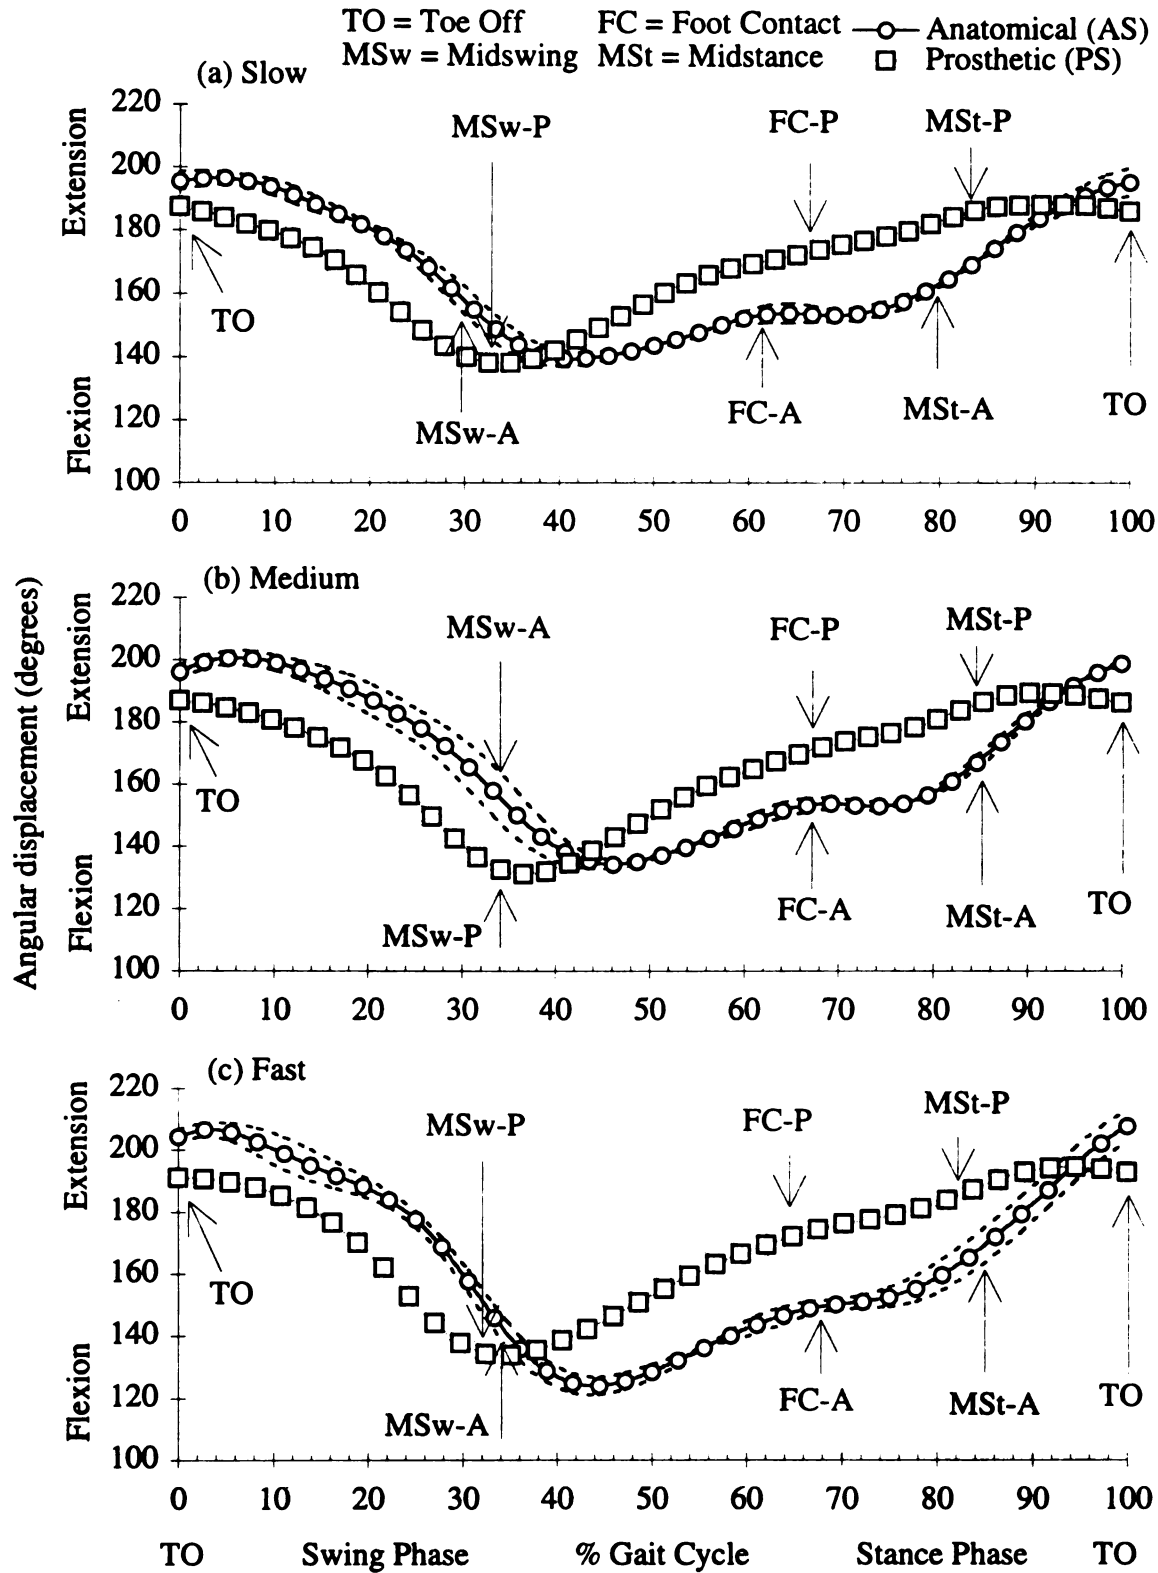 TO = Toe Off FC = Foot Contact Anatomical (AS)
MSw = Midswing MSt = Midstance Prosthetic (PS)
(a) Slow
220
200
180
160
140
120
100
Extension
Flexion
MSw-P FC-P MSt-P
TO MSw-A FC-A MSt-A TO
0 10 20 30 40 50 60 70 80 90 100
Angular displacement (degrees)
(b) Medium
220
200
180
160
140
120
100
Extension
Flexion
MSw-A FC-P MSt-P
TO MSw-P FC-A MSt-A TO
0 10 20 30 40 50 60 70 80 90 100
(c) Fast
220
200
180
160
140
120
100
Extension
Flexion
MSw-P FC-P MSt-P
TO MSw-A FC-A MSt-A TO
0 10 20 30 40 50 60 70 80 90 100
TO Swing Phase % Gait Cycle Stance Phase TO